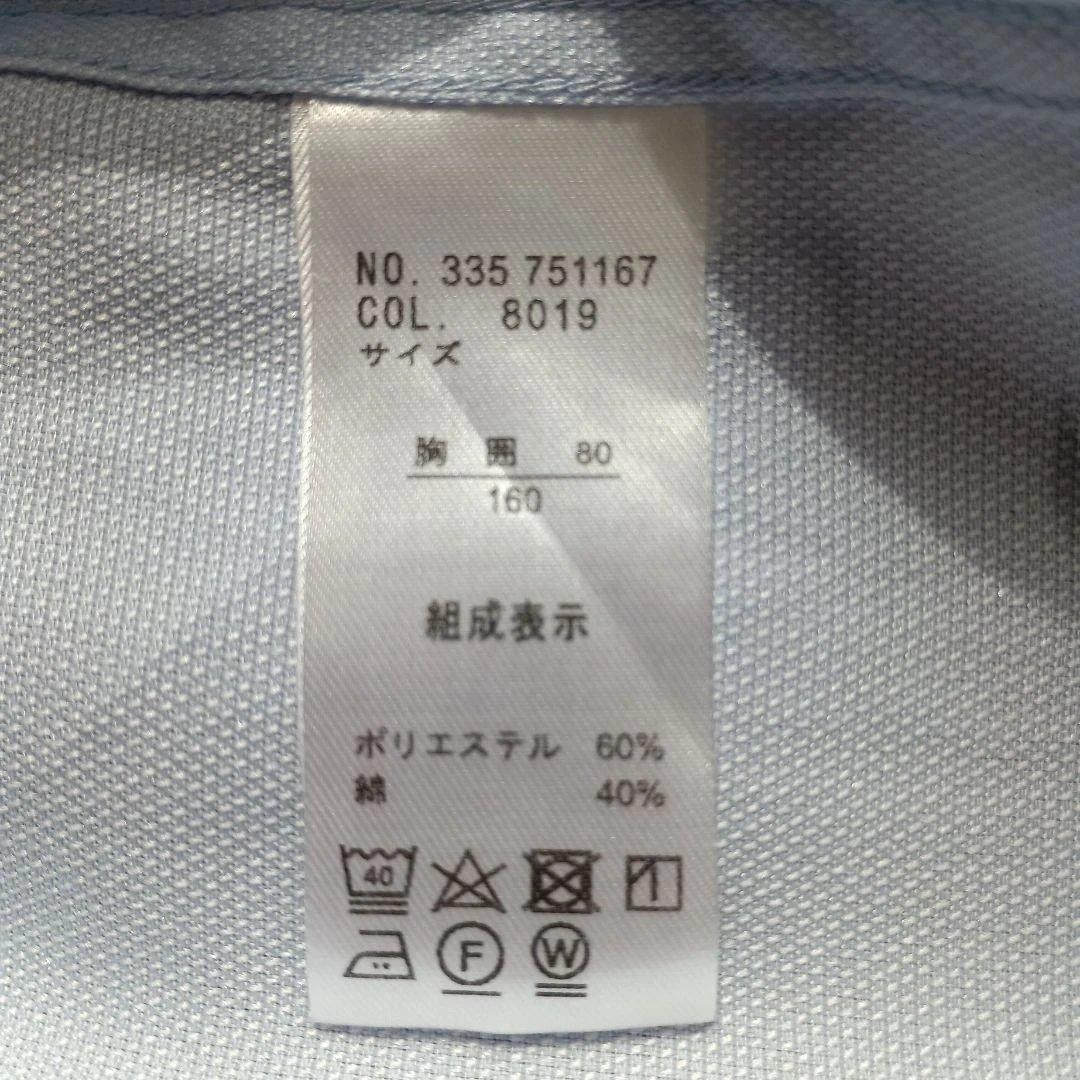 NO. 335 751167
COL. 8019
サイズ
胸 囲 80
160
組成表示
ポリエステル 60%
綿 40%
40
F W